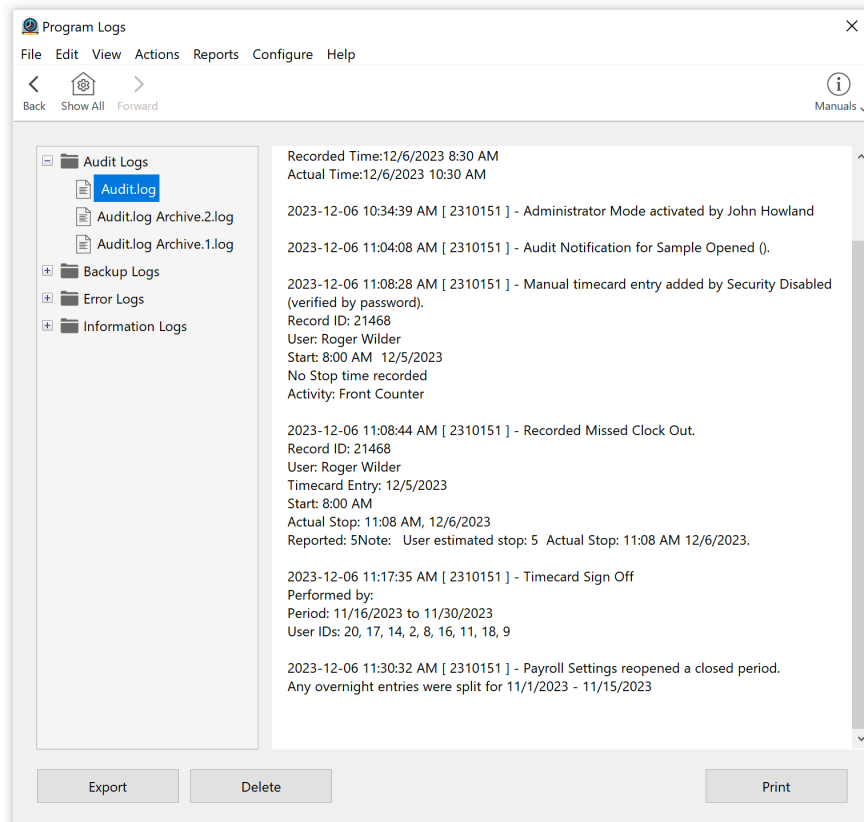 Program Logs
File Edit View Actions Reports Configure Help
Back Show All Forward Manuals
Audit Logs
Audit.log
Audit.log Archive.2.log
Audit.log Archive.1.log
Backup Logs
Error Logs
Information Logs
Recorded Time:12/6/2023 8:30 AM
Actual Time:12/6/2023 10:30 AM
2023-12-06 10:34:39 AM [ 2310151 ] - Administrator Mode activated by John Howland
2023-12-06 11:04:08 AM [ 2310151 ] - Audit Notification for Sample Opened ().
2023-12-06 11:08:28 AM [ 2310151 ] - Manual timecard entry added by Security Disabled
(verified by password).
Record ID: 21468
User: Roger Wilder
Start: 8:00 AM  12/5/2023
No Stop time recorded
Activity: Front Counter
2023-12-06 11:08:44 AM [ 2310151 ] - Recorded Missed Clock Out.
Record ID: 21468
User: Roger Wilder
Timecard Entry: 12/5/2023
Start: 8:00 AM
Actual Stop: 11:08 AM, 12/6/2023
Reported: 5Note:   User estimated stop: 5  Actual Stop: 11:08 AM 12/6/2023.
2023-12-06 11:17:35 AM [ 2310151 ] - Timecard Sign Off
Performed by:
Period: 11/16/2023 to 11/30/2023
User IDs: 20, 17, 14, 2, 8, 16, 11, 18, 9
2023-12-06 11:30:32 AM [ 2310151 ] - Payroll Settings reopened a closed period.
Any overnight entries were split for 11/1/2023 - 11/15/2023
Export Delete Print